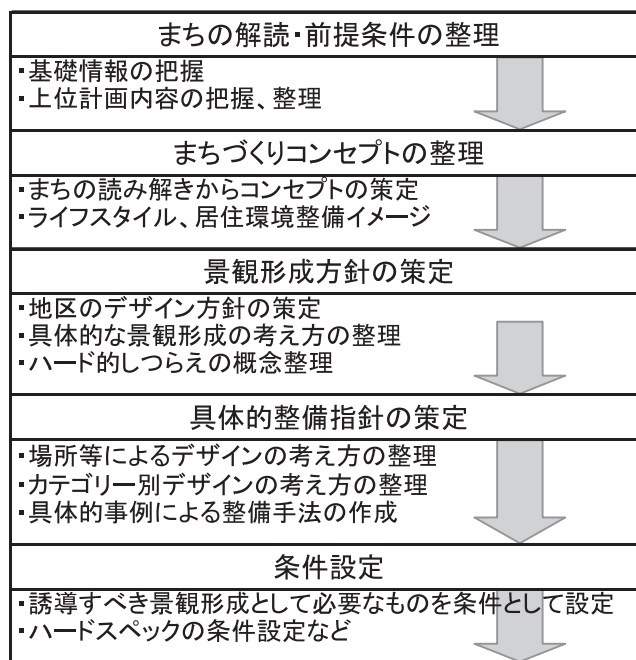 まちの解読・前提条件の整理
・基礎情報の把握
・上位計画内容の把握、整理
まちづくりコンセプトの整理
・まちの読み解きからコンセプトの策定
・ライフスタイル、居住環境整備イメージ
景観形成方針の策定
・地区のデザイン方針の策定
・具体的な景観形成の考え方の整理
・ハード的しつらえの概念整理
具体的整備指針の策定
・場所等によるデザインの考え方の整理
・カテゴリー別デザインの考え方の整理
・具体的事例による整備手法の作成
条件設定
・誘導すべき景観形成として必要なものを条件として設定
・ハードスペックの条件設定など